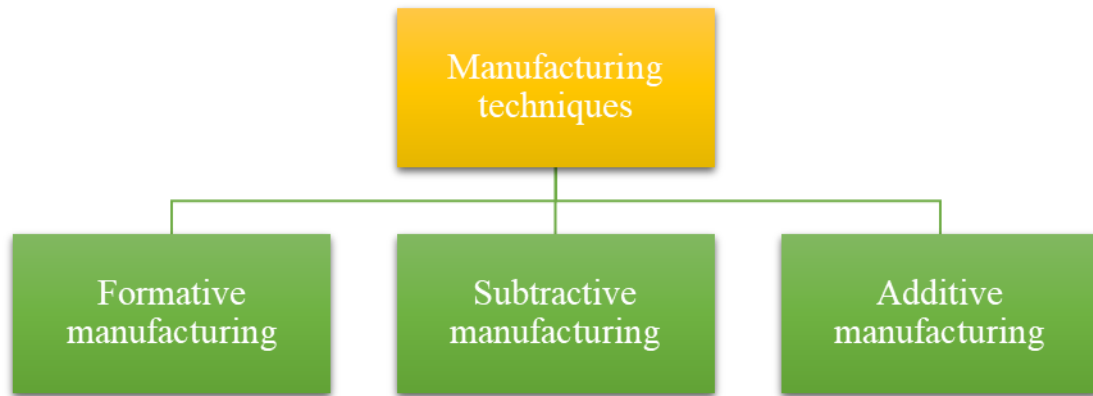 Manufacturing
techniques
Formative
manufacturing
Subtractive
manufacturing
Additive
manufacturing